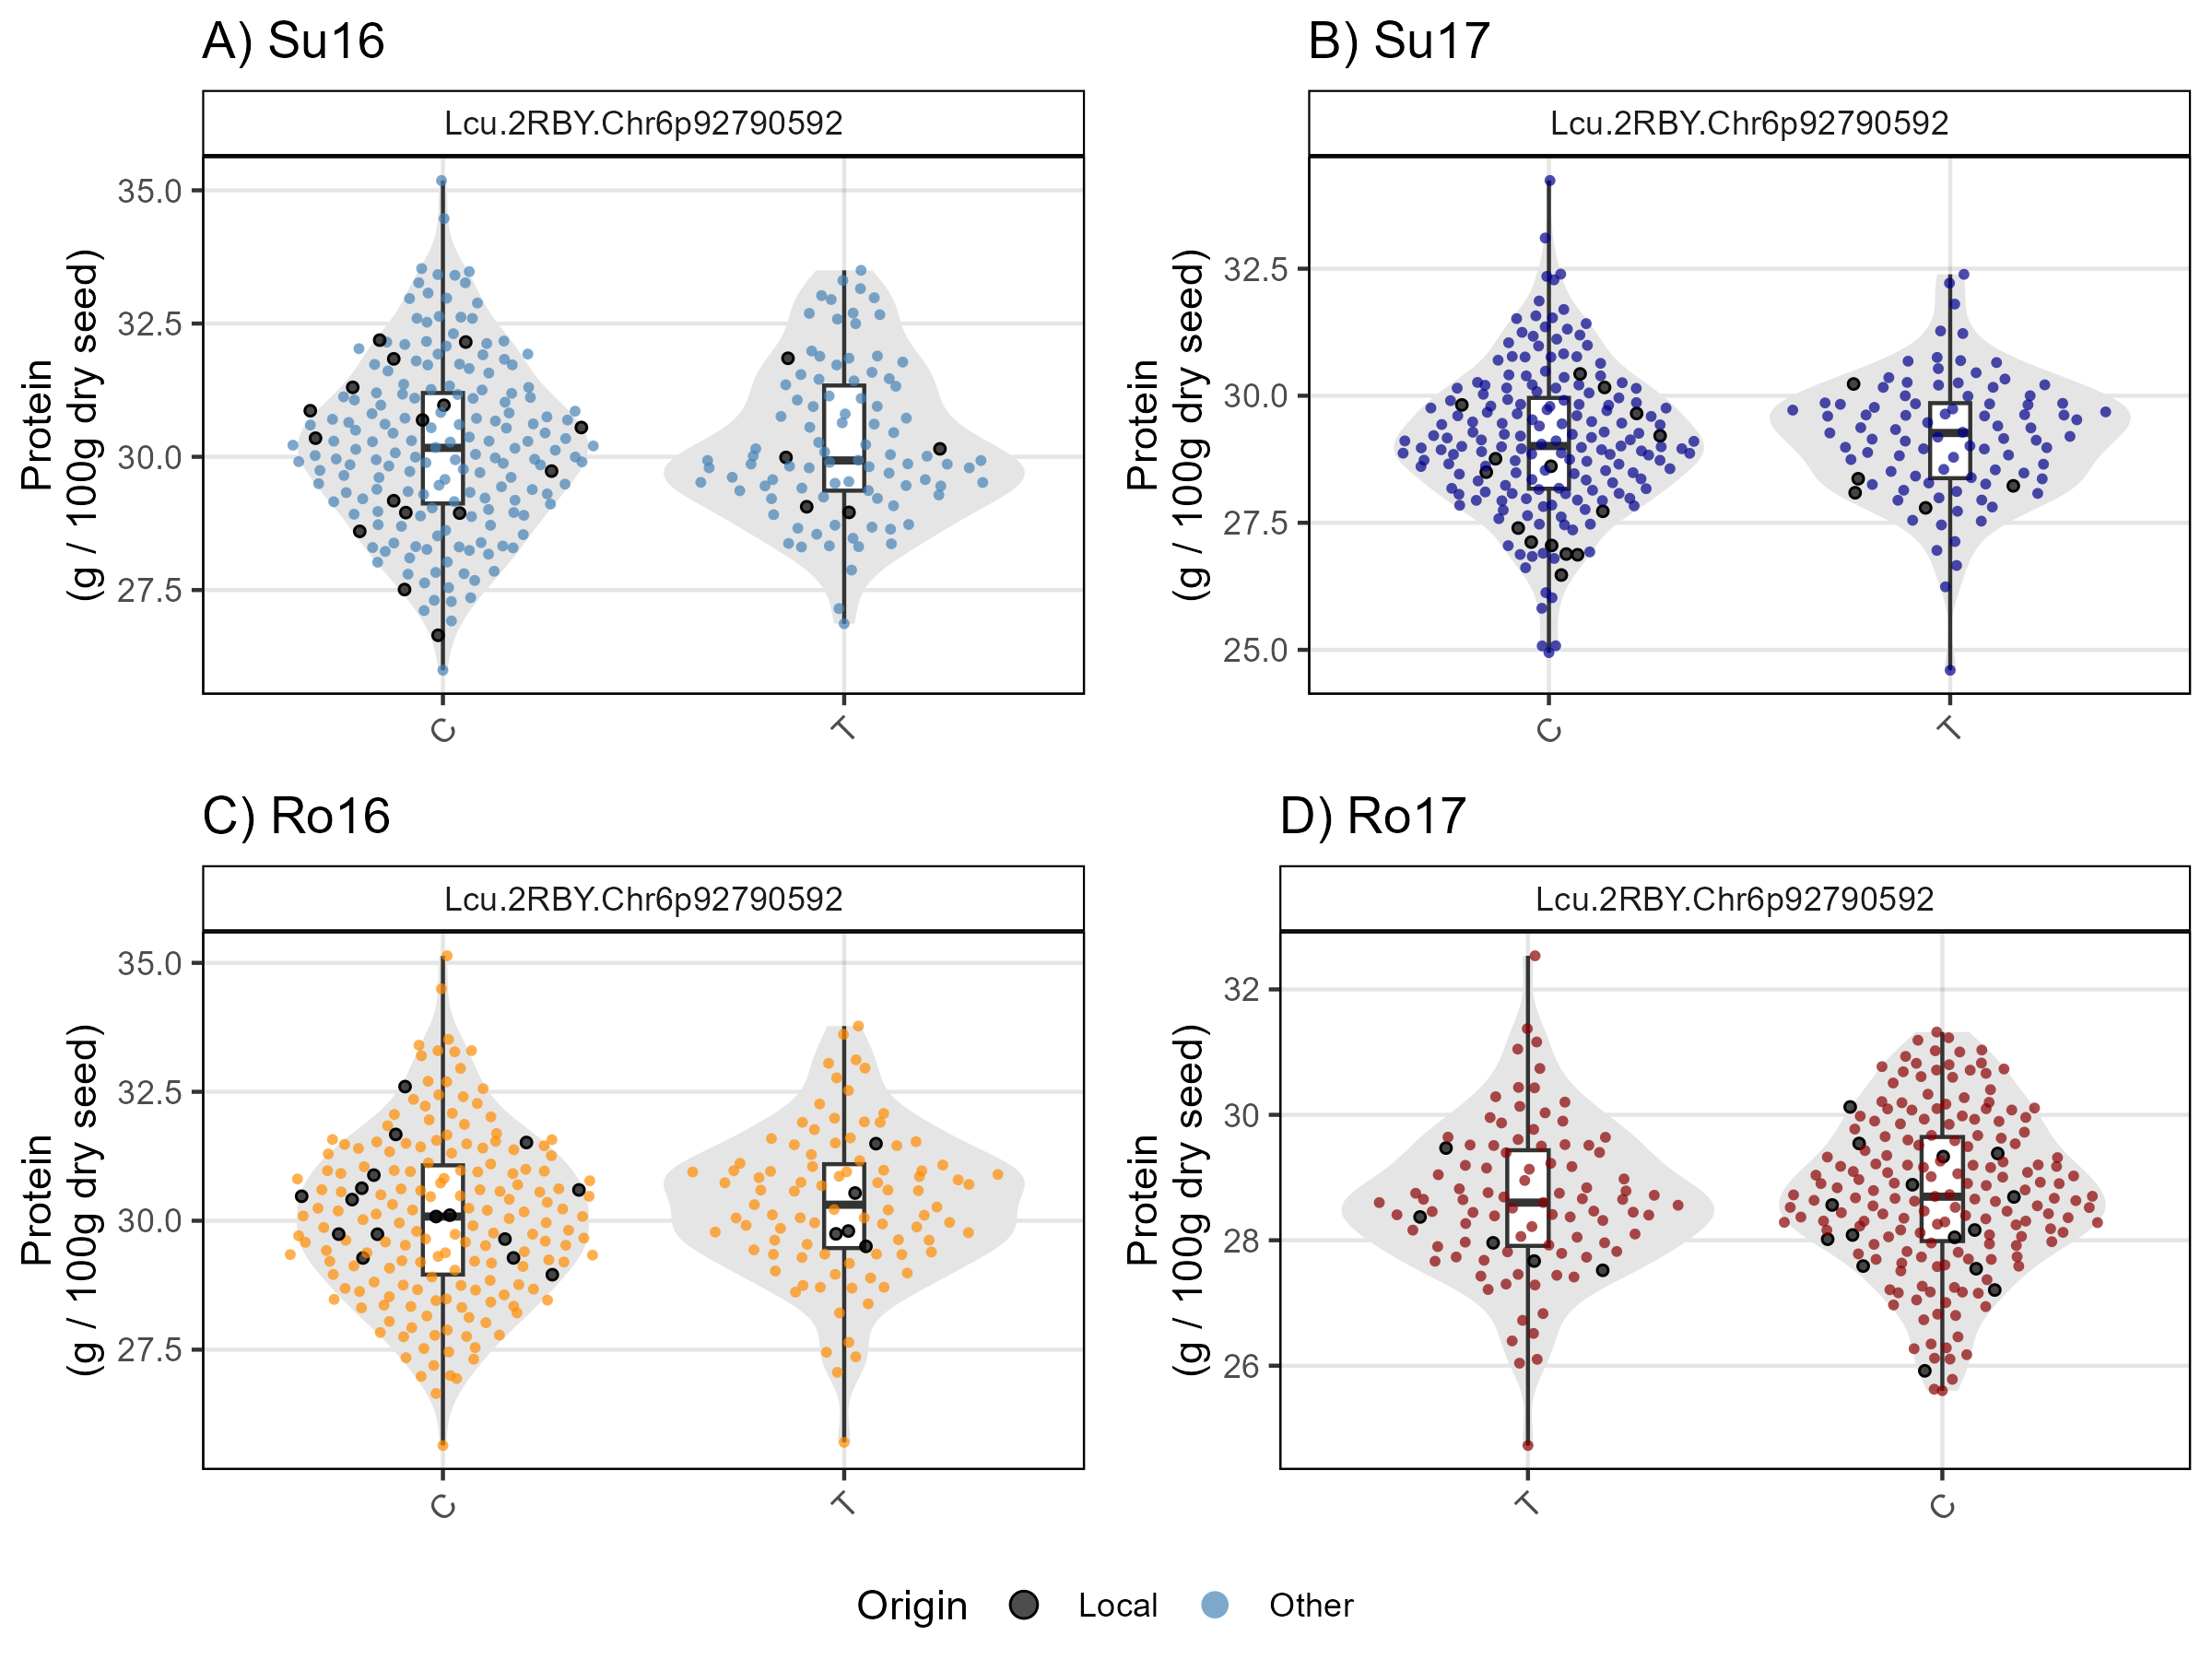 A) Su16
Lcu.2RBY.Chr6p92790592
Protein
(g / 100g dry seed)
35.0
32.5
30.0
27.5
C
T
B) Su17
Lcu.2RBY.Chr6p92790592
Protein
(g / 100g dry seed)
32.5
30.0
27.5
25.0
C
T
C) Ro16
Lcu.2RBY.Chr6p92790592
Protein
(g / 100g dry seed)
35.0
32.5
30.0
27.5
C
T
D) Ro17
Lcu.2RBY.Chr6p92790592
Protein
(g / 100g dry seed)
32
30
28
26
T
C
Origin
Local
Other